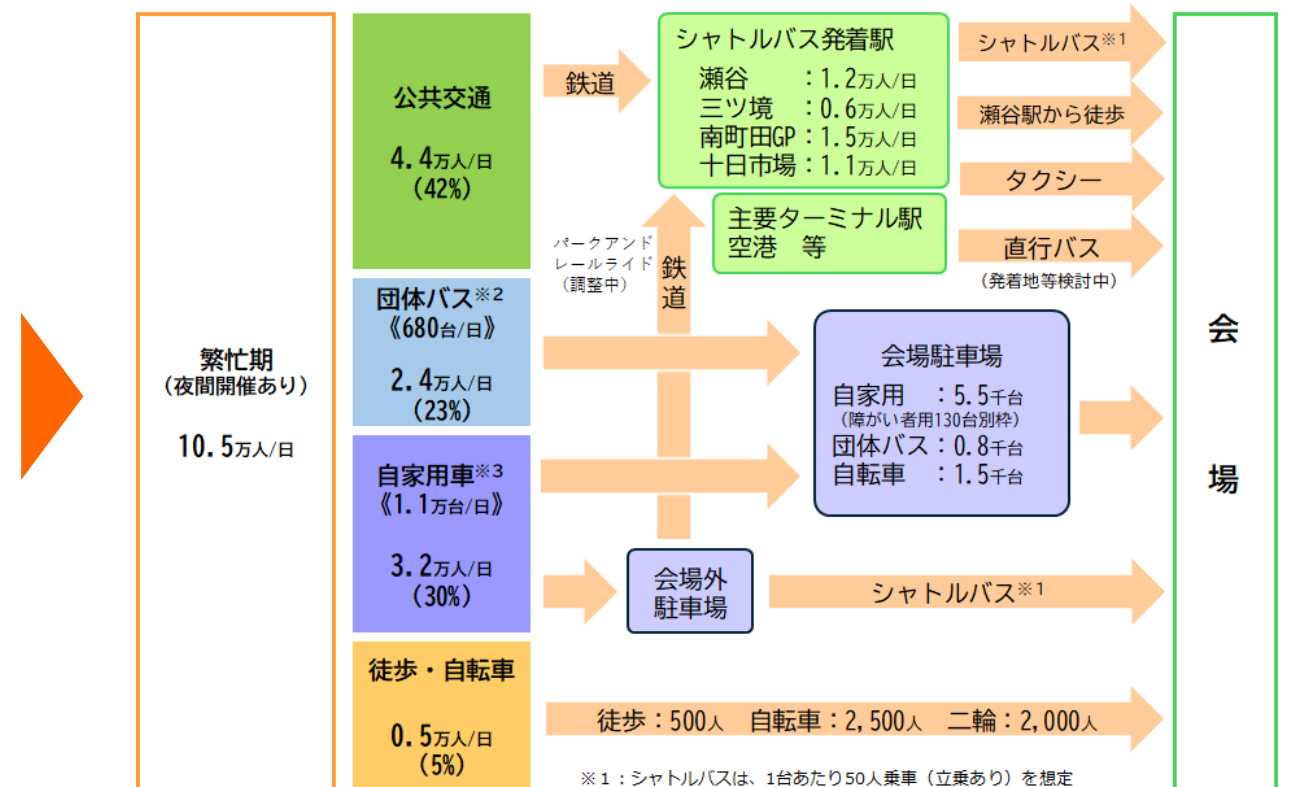 繁忙期
（夜間開催あり）
10.5万人/日
公共交通
4.4万人/日
(42%)
団体バス※2
《680台/日》
2.4万人/日
(23%)
自家用車※3
《1.1万台/日》
3.2万人/日
(30%)
徒歩・自転車
0.5万人/日
(5%)
鉄道
シャトルバス発着駅
瀬谷　　：1.2万人/日
三ツ境　：0.6万人/日
南町田GP：1.5万人/日
十日市場：1.1万人/日
主要ターミナル駅
空港　等
パークアンド
レールライド
（調整中）
鉄道
シャトルバス※1
瀬谷駅から徒歩
タクシー
直行バス
（発着地等検討中）
会場駐車場
自家用　：5.5千台
（障がい者用130台別枠）
団体バス：0.8千台
自転車　：1.5千台
会場外
駐車場
シャトルバス※1
徒歩：500人　自転車：2,500人　二輪：2,000人
会場
※1：シャトルバスは、1台あたり50人乗車（立乗あり）を想定